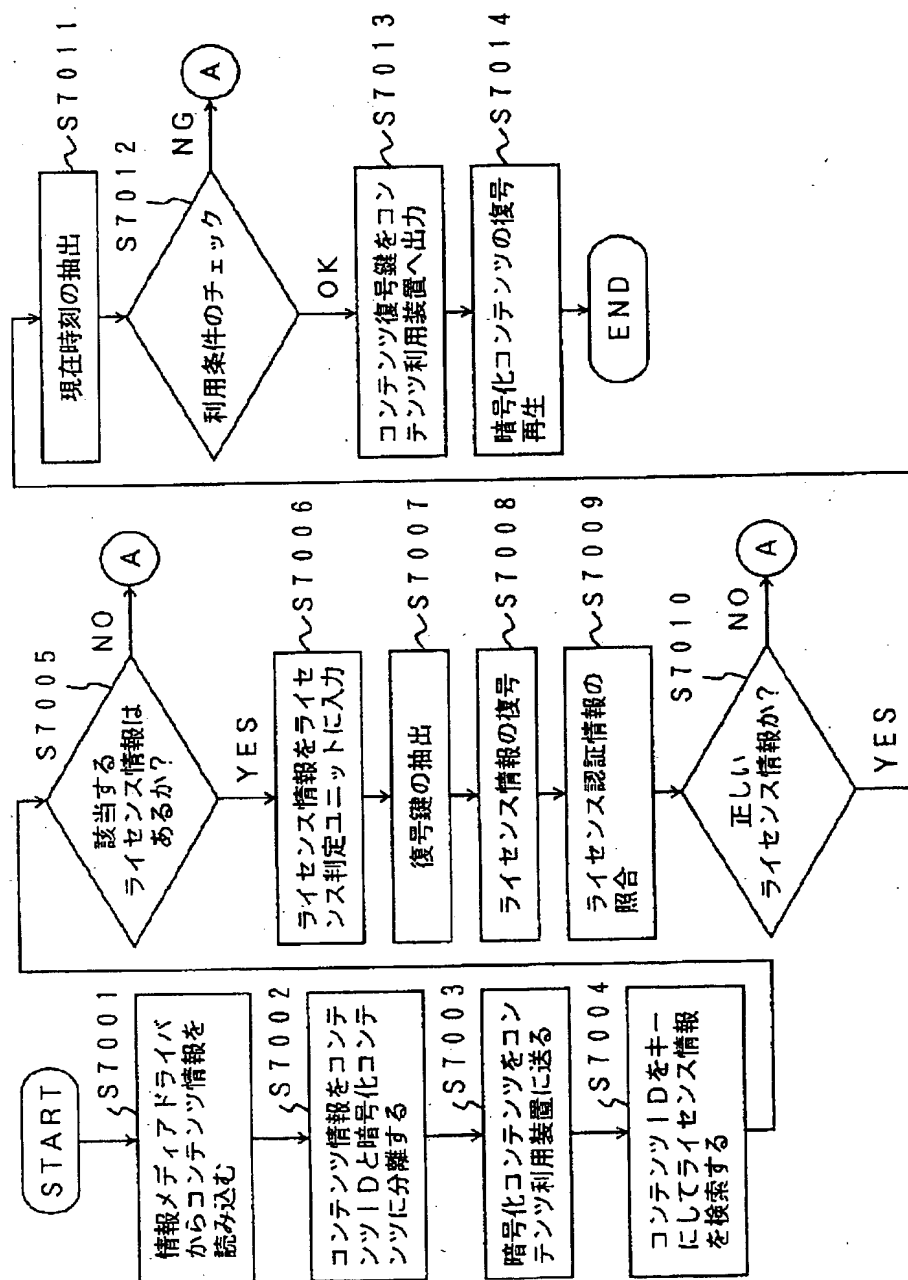 START
S7001
情報メディアドライバ
からコンテンツ情報を
読み込む
S7002
コンテンツ情報をコンテ
ンツIDと暗号化コンテ
ンツに分離する
S7003
暗号化コンテンツをコン
テンツ利用装置に送る
S7004
コンテンツIDをキー
にしてライセンス情報
を検索する
S7005
該当する
ライセンス情報は
あるか?
NO
A
YES
S7006
ライセンス情報をライセ
ンス判定ユニットに入力
S7007
復号鍵の抽出
S7008
ライセンス情報の復号
S7009
ライセンス認証情報の
照合
S7010
正しい
ライセンス情報か?
NO
A
YES
S7011
現在時刻の抽出
S7012
利用条件のチェック
NG
A
OK
S7013
コンテンツ復号鍵をコン
テンツ利用装置へ出力
S7014
暗号化コンテンツの復号
再生
END